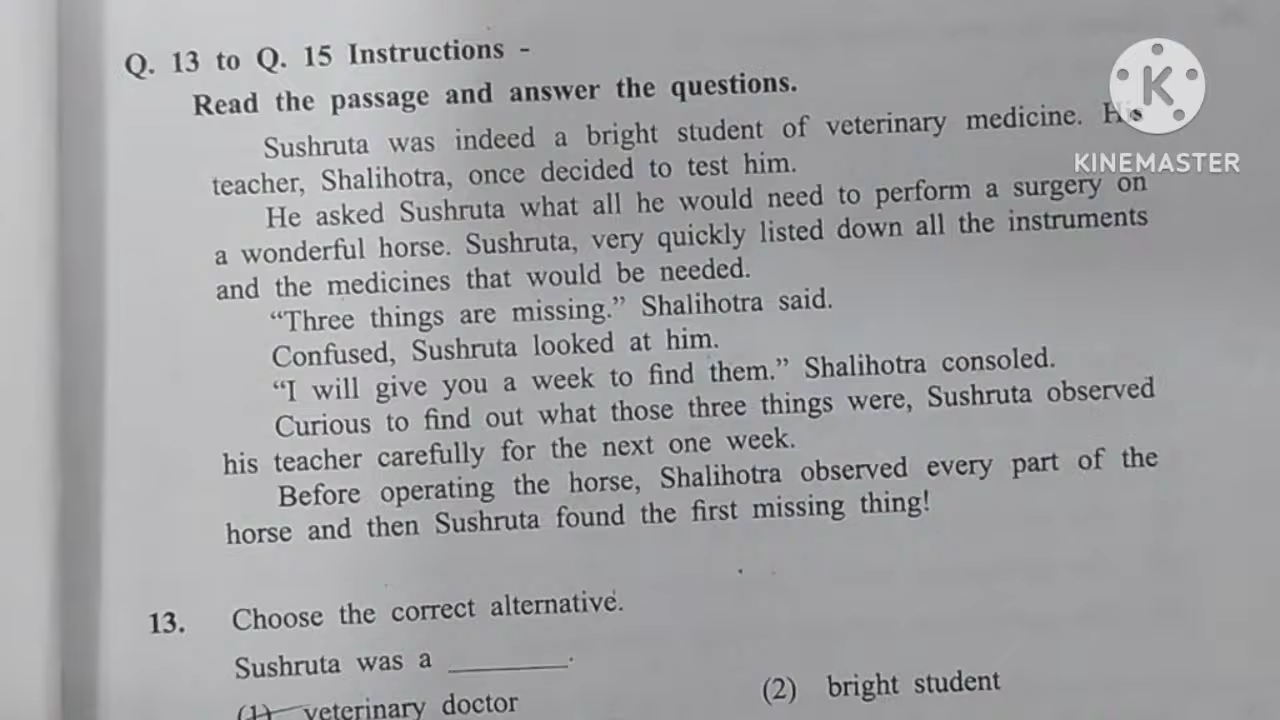 Q. 13 to Q. 15 Instructions -
Read the passage and answer the questions.
Sushruta was indeed a bright student of veterinary medicine. His
teacher, Shalihotra, once decided to test him.
He asked Sushruta what all he would need to perform a surgery on
a wonderful horse. Sushruta, very quickly listed down all the instruments
and the medicines that would be needed.
“Three things are missing.” Shalihotra said.
Confused, Sushruta looked at him.
“I will give you a week to find them.” Shalihotra consoled.
Curious to find out what those three things were, Sushruta observed
his teacher carefully for the next one week.
Before operating the horse, Shalihotra observed every part of the
horse and then Sushruta found the first missing thing!
13. Choose the correct alternative.
Sushruta was a ________.
(1) veterinary doctor (2) bright student
K
KINEMASTER